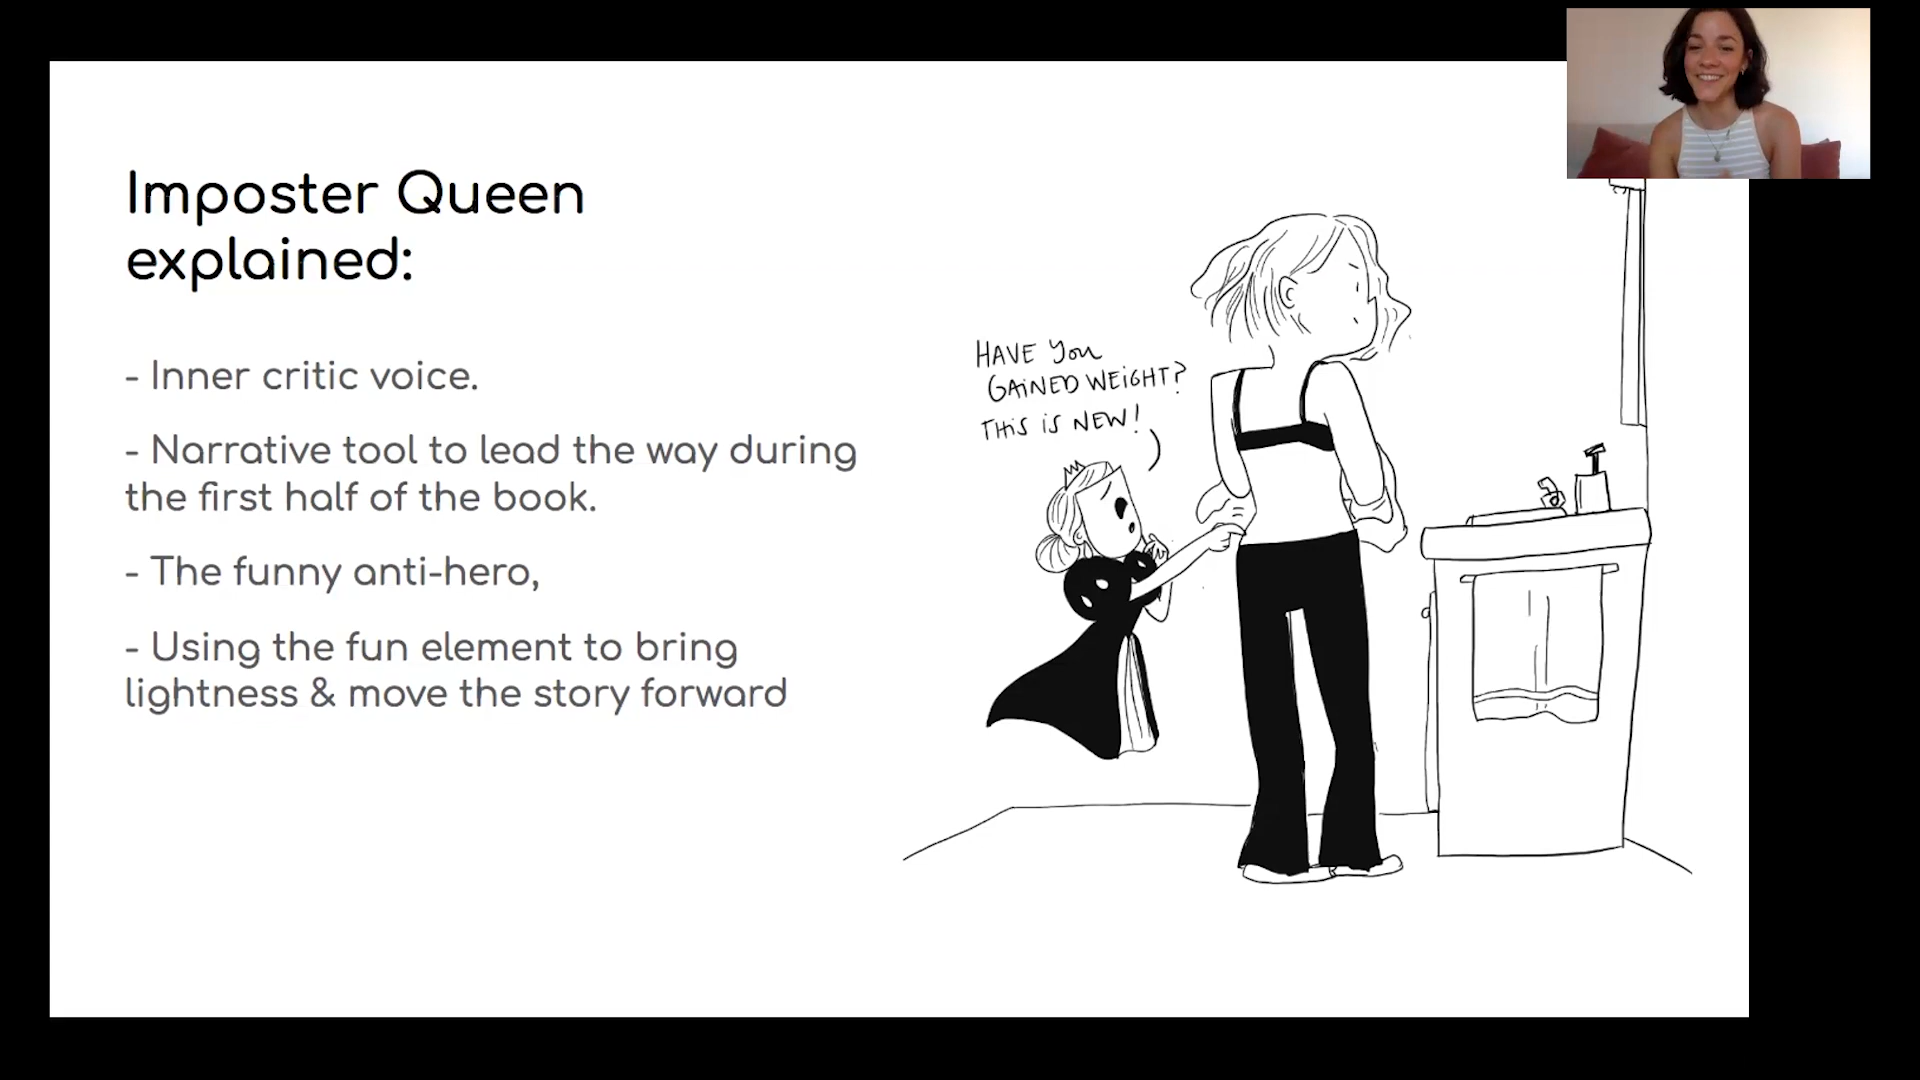 Imposter Queen
explained:
- Inner critic voice.
- Narrative tool to lead the way during
the first half of the book.
- The funny anti-hero,
- Using the fun element to bring
lightness & move the story forward
HAVE You
GAINED WEIGHT?
THis is NEW!